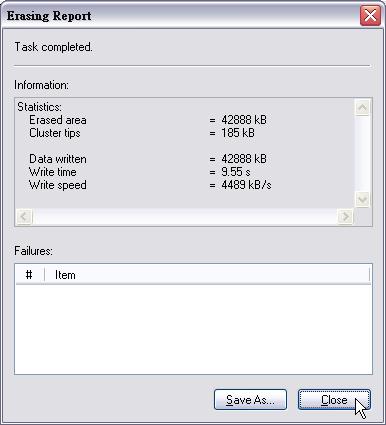 Erasing Report
Task completed.
Information:
Statistics:
Erased area = 42888 kB
Cluster tips = 185 kB
Data written = 42888 kB
Write time = 9.55 s
Write speed = 4489 kB/s
Failures:
# Item
Save As... Close